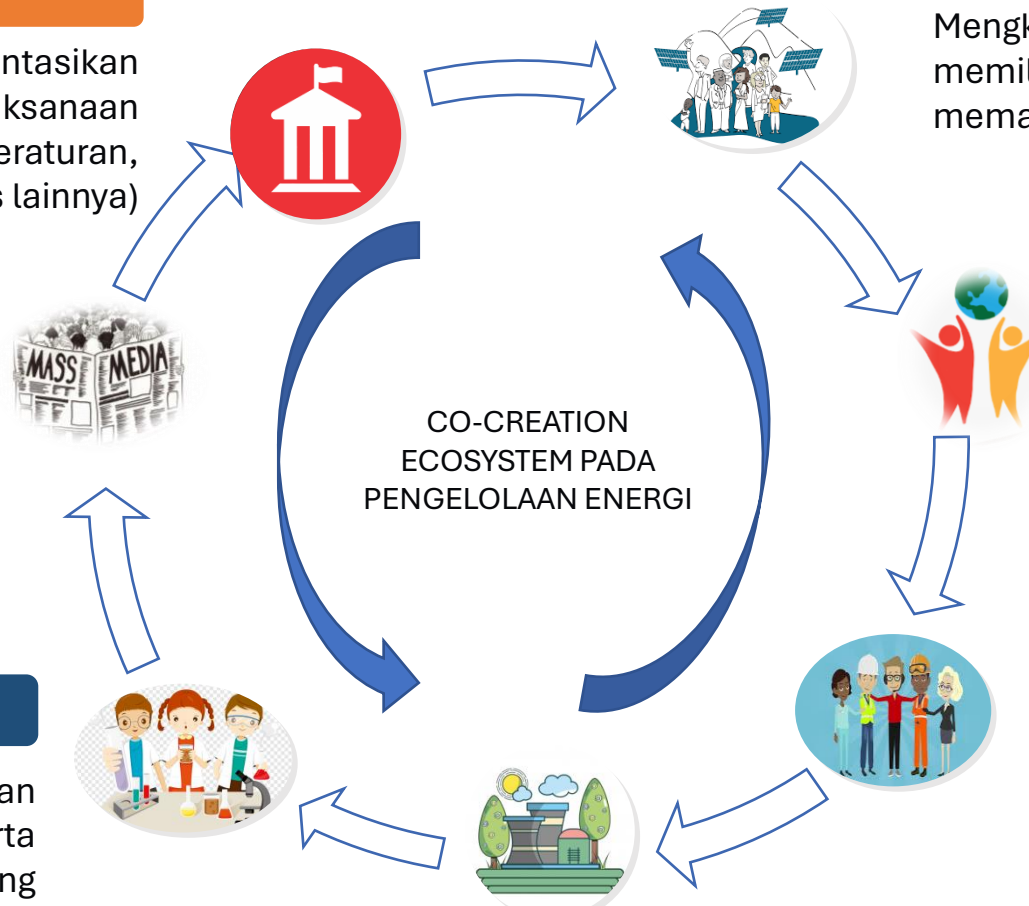 ntasikan
ksanaan
eraturan,
s lainnya)
Mengk
memil
mema
MASS MEDIA
CO-CREATION
ECOSYSTEM PADA
PENGELOLAAN ENERGI
an
rta
ng